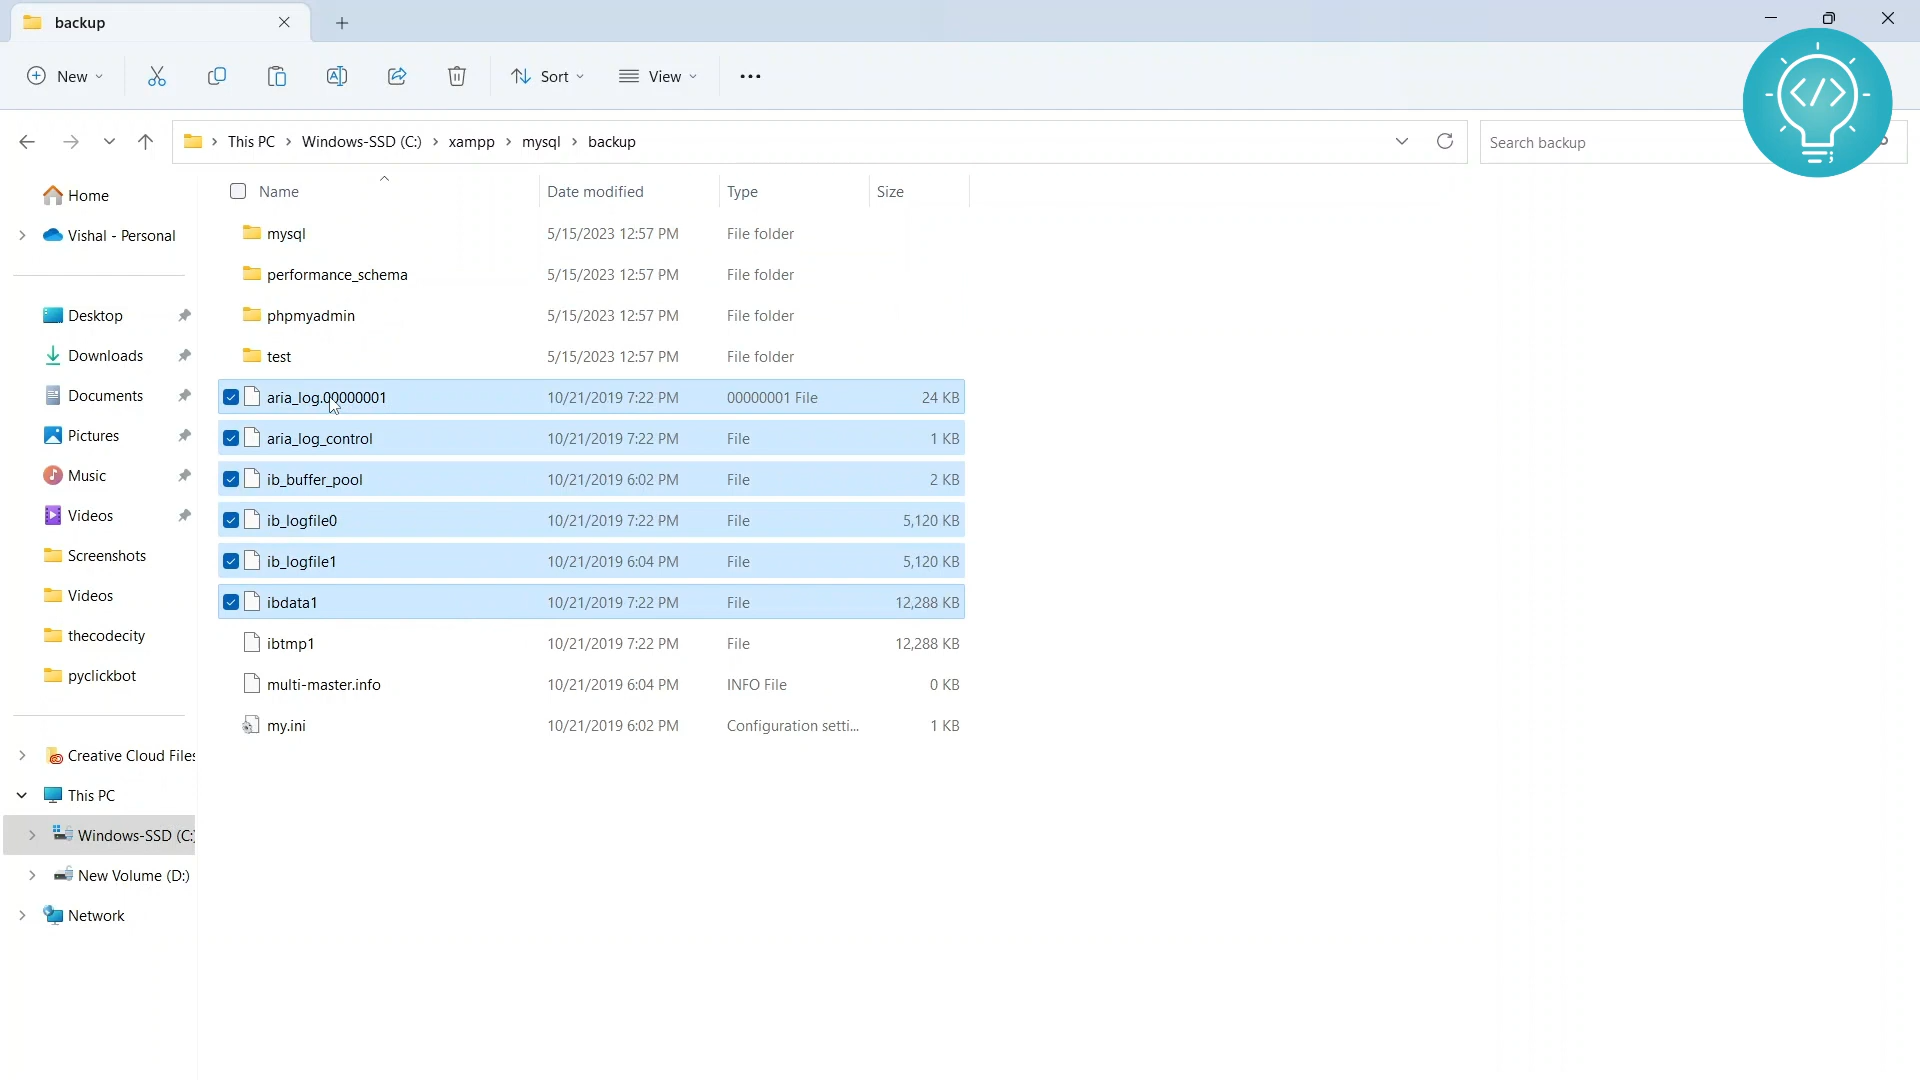 backup
New
Sort
View
This PC
Windows-SSD (C:)
xampp
mysql
backup
Search backup
Home
Vishal - Personal
Desktop
Downloads
Documents
Pictures
Music
Videos
Screenshots
Videos
thecodecity
pyclickbot
Creative Cloud Files
This PC
Windows-SSD (C:
New Volume (D:)
Network
Name Date modified Type Size
mysql 5/15/2023 12:57 PM File folder
performance_schema 5/15/2023 12:57 PM File folder
phpmyadmin 5/15/2023 12:57 PM File folder
test 5/15/2023 12:57 PM File folder
aria_log.00000001 10/21/2019 7:22 PM 00000001 File 24 KB
aria_log_control 10/21/2019 7:22 PM File 1 KB
ib_buffer_pool 10/21/2019 6:02 PM File 2 KB
ib_logfile0 10/21/2019 7:22 PM File 5,120 KB
ib_logfile1 10/21/2019 6:04 PM File 5,120 KB
ibdata1 10/21/2019 7:22 PM File 12,288 KB
ibtmp1 10/21/2019 7:22 PM File 12,288 KB
multi-master.info 10/21/2019 6:04 PM INFO File 0 KB
my.ini 10/21/2019 6:02 PM Configuration setti... 1 KB